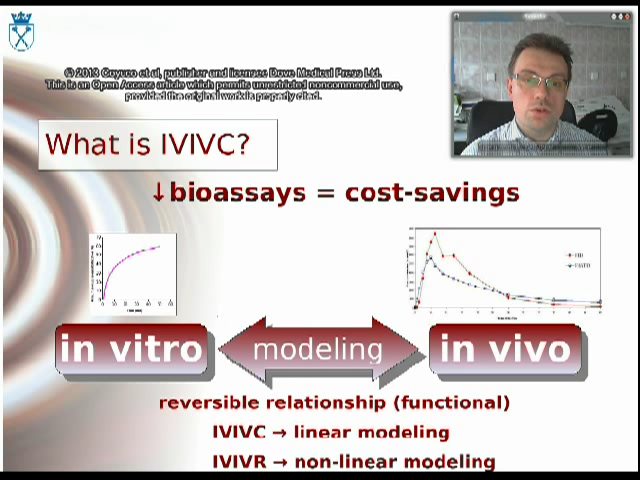 © 2013 Cuyuco et al, publisher and licensee Dove Medical Press Ltd.
This is an Open Access article which permits unrestricted noncommercial use,
provided the original work is properly cited.
What is IVIVC?
↓bioassays = cost-savings
in vitro
modeling
in vivo
reversible relationship (functional)
IVIVC → linear modeling
IVIVR → non-linear modeling